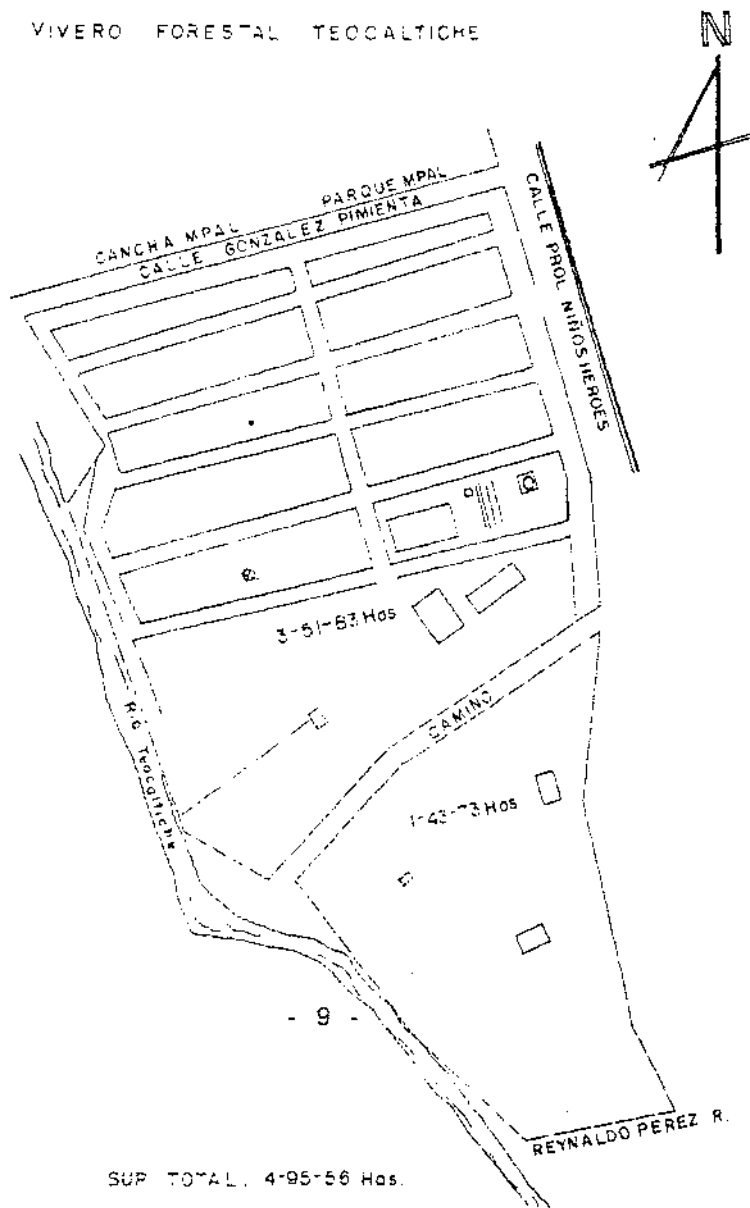 VIVERO FORESTAL TEOCALTICHE
N
PARQUE MPAL
CANCHA MPAL
CALLE GONZALEZ PIMIENTA
CALLE PROL NIÑOS HEROES
3-51-83 Has
CAMINO
RIO Teocaltiche
1-43-73 Has
- 9 -
REYNALDO PEREZ R.
SUP TOTAL. 4-95-56 Has.